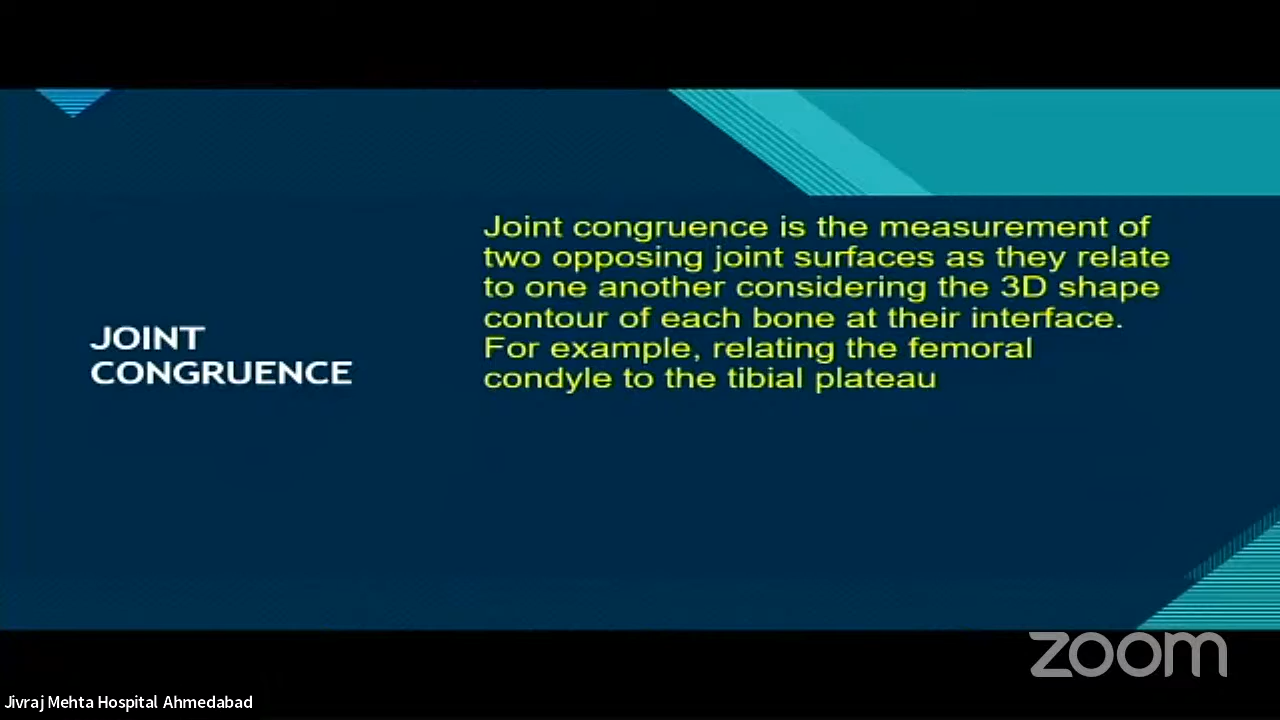 JOINT
CONGRUENCE
Joint congruence is the measurement of
two opposing joint surfaces as they relate
to one another considering the 3D shape
contour of each bone at their interface.
For example, relating the femoral
condyle to the tibial plateau
zoom
Jivraj Mehta Hospital Ahmedabad